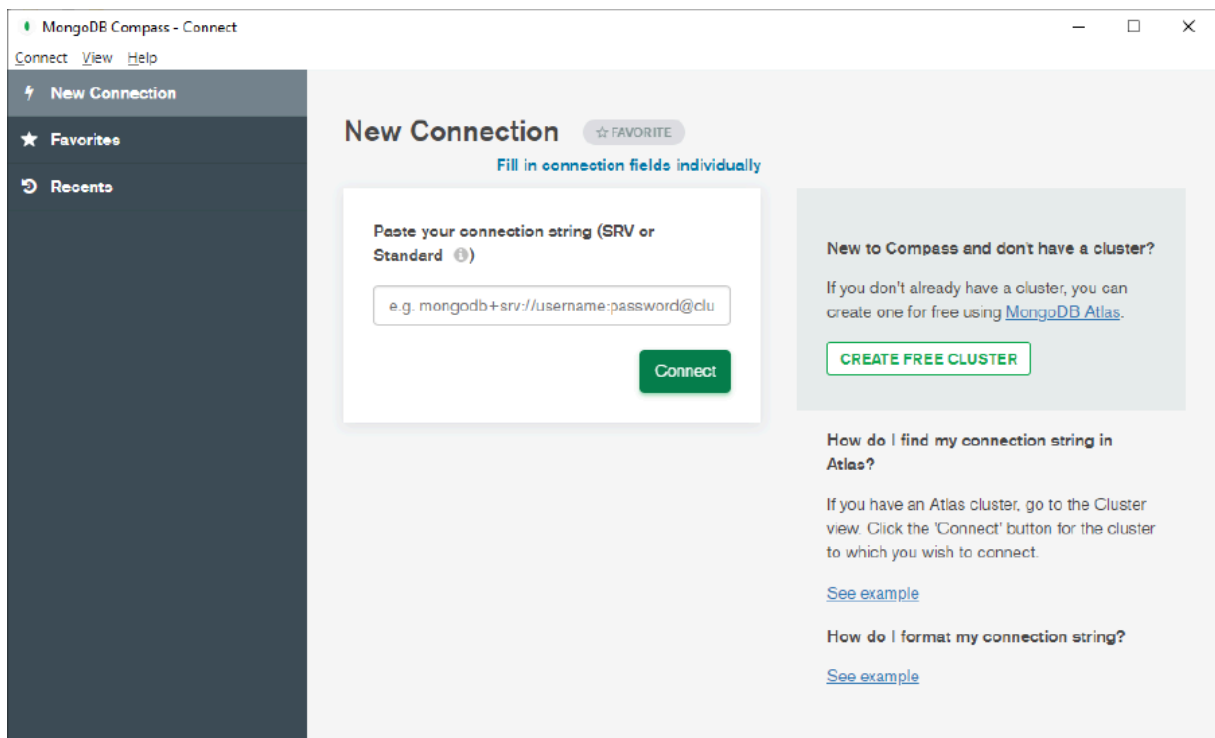 MongoDB Compass - Connect
Connect View Help
New Connection
Favorites
Recents
New Connection
FAVORITE
Fill in connection fields individually
Paste your connection string (SRV or
Standard )
e.g. mongodb+srv://username:password@clu
Connect
New to Compass and don't have a cluster?
If you don't already have a cluster, you can
create one for free using MongoDB Atlas.
CREATE FREE CLUSTER
How do I find my connection string in
Atlas?
If you have an Atlas cluster, go to the Cluster
view. Click the 'Connect' button for the cluster
to which you wish to connect.
See example
How do I format my connection string?
See example